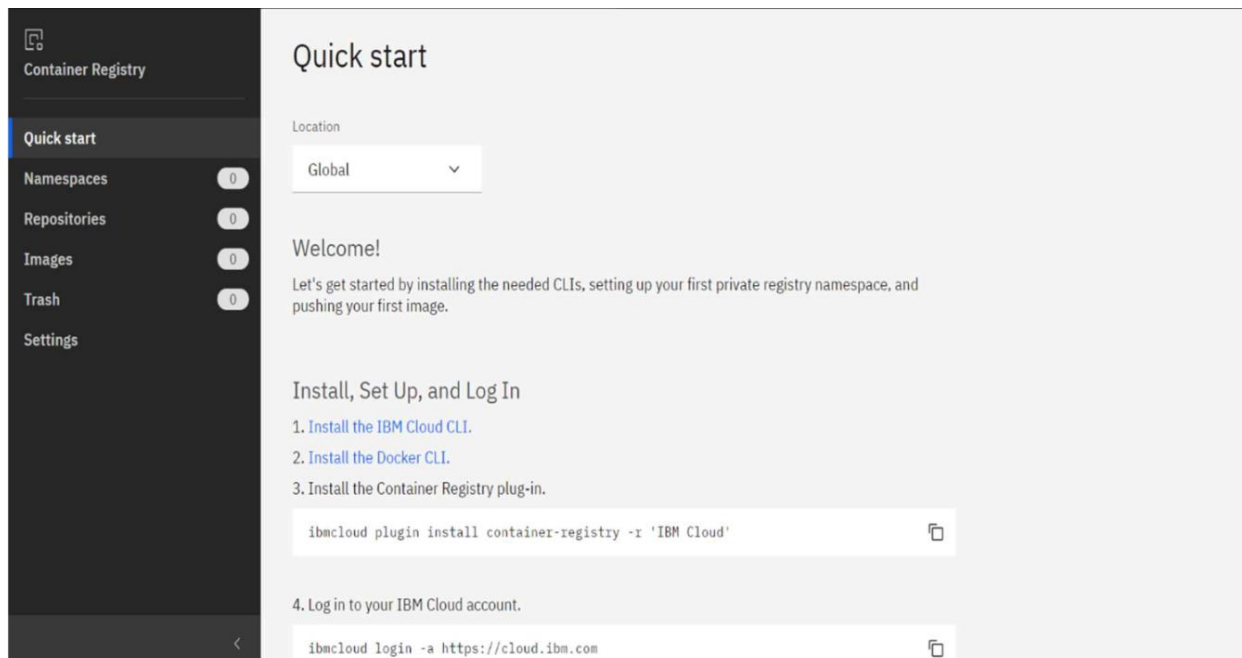 Container Registry
Quick start
Namespaces 0
Repositories 0
Images 0
Trash 0
Settings
Quick start
Location
Global
Welcome!
Let's get started by installing the needed CLIs, setting up your first private registry namespace, and
pushing your first image.
Install, Set Up, and Log In
1. Install the IBM Cloud CLI.
2. Install the Docker CLI.
3. Install the Container Registry plug-in.
ibmcloud plugin install container-registry -r 'IBM Cloud'
4. Log in to your IBM Cloud account.
ibmcloud login -a https://cloud.ibm.com